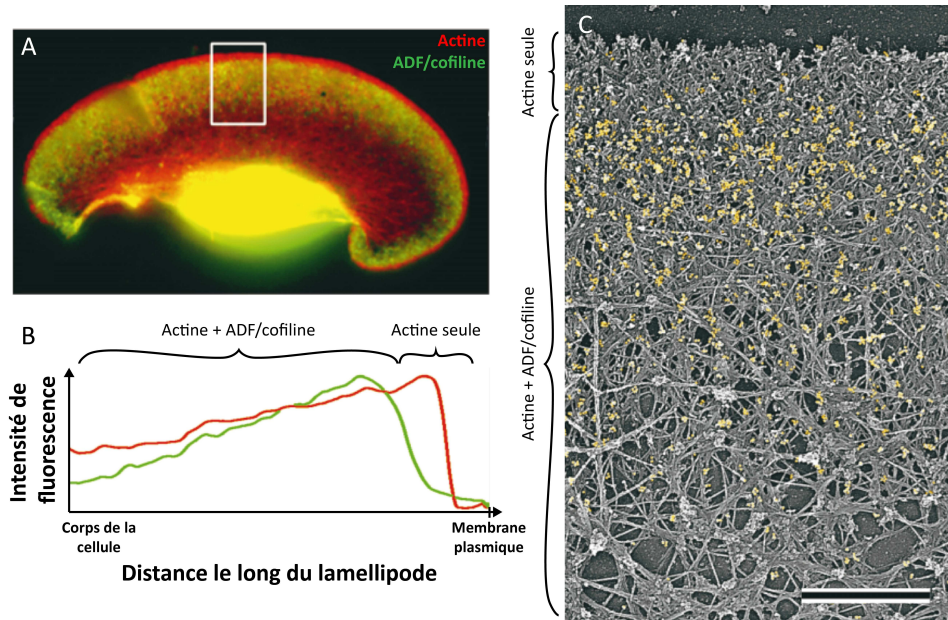 A
Actine
ADF/cofiline
B
Actine + ADF/cofiline
Actine seule
Intensité de
fluorescence
Corps de la
cellule
Membrane
plasmique
Distance le long du lamellipode
C
Actine seule
Actine + ADF/cofiline